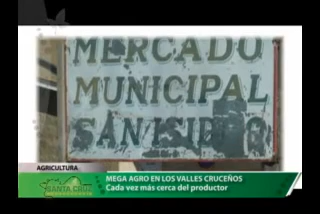 MERCADO
MUNICIPAL
SAN ISIDRO
AGRICULTURA
MEGA AGRO EN LOS VALLES CRUCEÑOS
Cada vez más cerca del productor
SANTA CRUZ